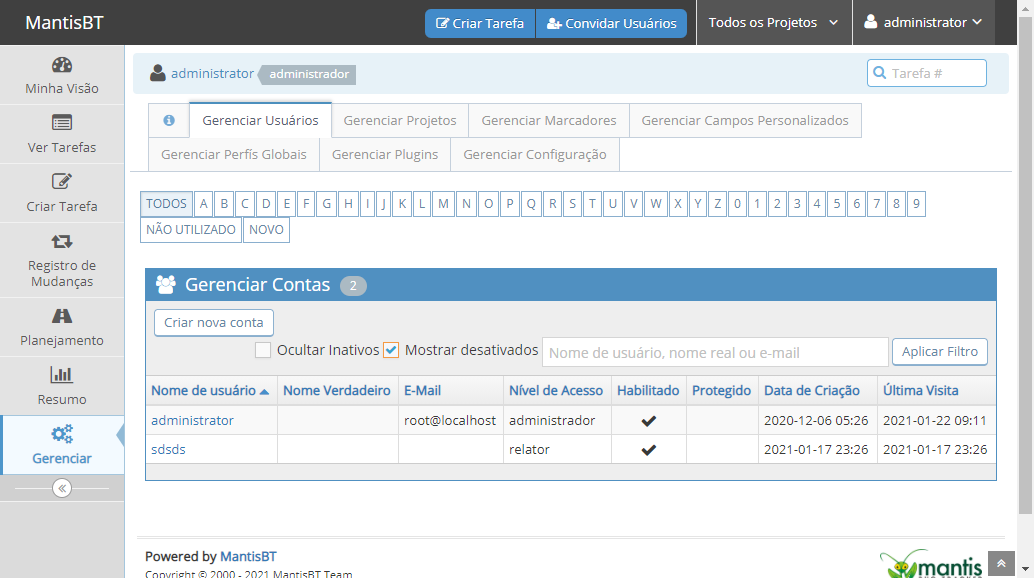 MantisBT
Criar Tarefa Convidar Usuários Todos os Projetos administrator
Minha Visão
Ver Tarefas
Criar Tarefa
Registro de
Mudanças
Planejamento
Resumo
Gerenciar
administrator administrador Tarefa #
Gerenciar Usuários Gerenciar Projetos Gerenciar Marcadores Gerenciar Campos Personalizados
Gerenciar Perfís Globais Gerenciar Plugins Gerenciar Configuração
TODOS A B C D E F G H I J K L M N O P Q R S T U V W X Y Z 0 1 2 3 4 5 6 7 8 9
NÃO UTILIZADO NOVO
Gerenciar Contas 2
Criar nova conta
Ocultar Inativos Mostrar desativados Nome de usuário, nome real ou e-mail Aplicar Filtro
Nome de usuário Nome Verdadeiro E-Mail Nível de Acesso Habilitado Protegido Data de Criação Última Visita
administrator root@localhost administrador 2020-12-06 05:26 2021-01-22 09:11
sdsds relator 2021-01-17 23:26 2021-01-17 23:26
Powered by MantisBT
Copyright © 2000 - 2021 MantisBT Team
mantis